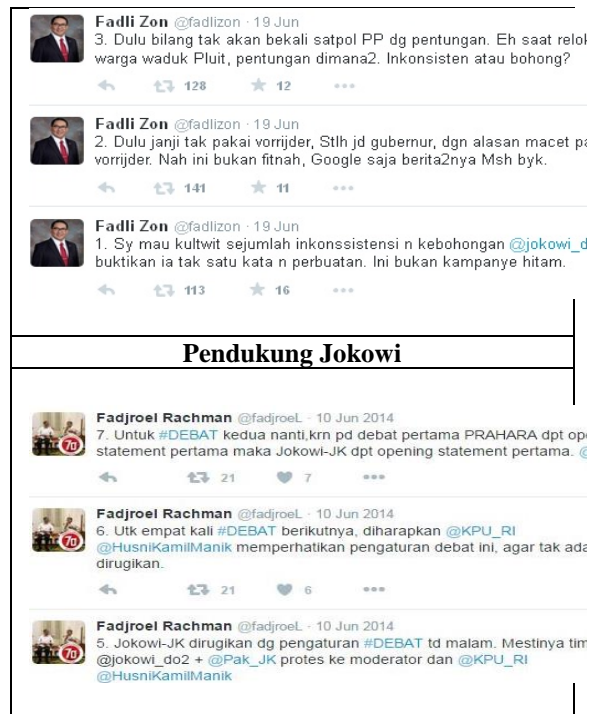 Fadli Zon @fadlizon · 19 Jun
3. Dulu bilang tak akan bekali satpol PP dg pentungan. Eh saat relok
warga waduk Pluit, pentungan dimana2. Inkonsisten atau bohong?
128 12
Fadli Zon @fadlizon · 19 Jun
2. Dulu janji tak pakai vorrijder, Stlh jd gubernur, dgn alasan macet pa
vorrijder. Nah ini bukan fitnah, Google saja berita2nya Msh byk.
141 11
Fadli Zon @fadlizon · 19 Jun
1. Sy mau kultwit sejumlah inkonssistensi n kebohongan @jokowi_d
buktikan ia tak satu kata n perbuatan. Ini bukan kampanye hitam.
113 16
Pendukung Jokowi
Fadjroel Rachman @fadjroeL · 10 Jun 2014
7. Untuk #DEBAT kedua nanti,krn pd debat pertama PRAHARA dpt ope
statement pertama maka Jokowi-JK dpt opening statement pertama. @
21 7
Fadjroel Rachman @fadjroeL · 10 Jun 2014
6. Utk empat kali #DEBAT berikutnya, diharapkan @KPU_RI
@HusniKamilManik memperhatikan pengaturan debat ini, agar tak ada
dirugikan.
21 6
Fadjroel Rachman @fadjroeL · 10 Jun 2014
5. Jokowi-JK dirugikan dg pengaturan #DEBAT td malam. Mestinya tim
@jokowi_do2 + @Pak_JK protes ke moderator dan @KPU_RI
@HusniKamilManik